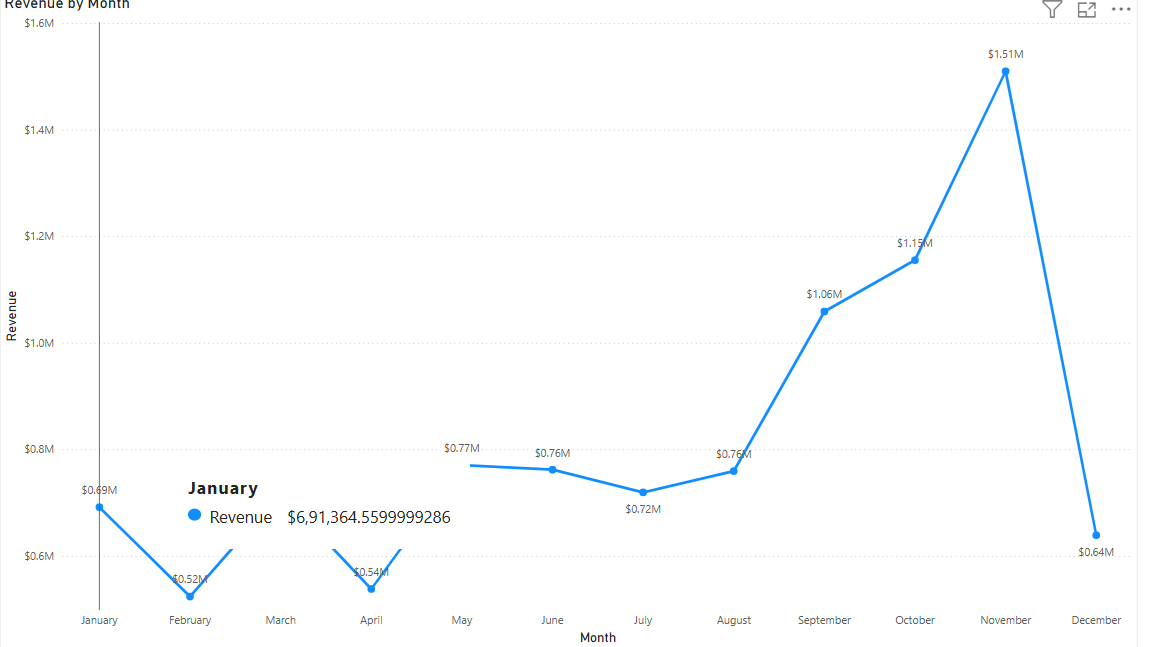 Revenue by Month
$1.6M
$1.51M
$1.4M
$1.2M
$1.15M
$1.06M
Revenue
$1.0M
$0.8M
$0.77M
$0.76M
$0.76M
$0.69M
January
Revenue $6,91,364.5599999286
$0.72M
$0.6M
$0.52M
$0.54M
$0.64M
January February March April May June July August September October November December
Month